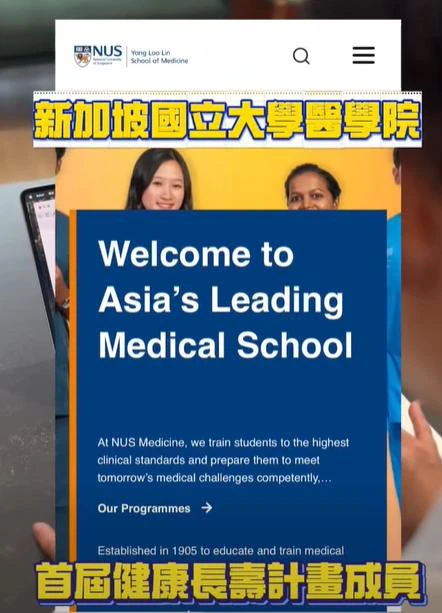 NUS
National University
of Singapore
Yong Loo Lin
School of Medicine
新加坡國立大學醫學院
Welcome to
Asia's Leading
Medical School
At NUS Medicine, we train students to the highest
clinical standards and prepare them to meet
tomorrow's medical challenges competently,...
Our Programmes →
Established in 1905 to educate and train medical
首屆健康長壽計畫成員